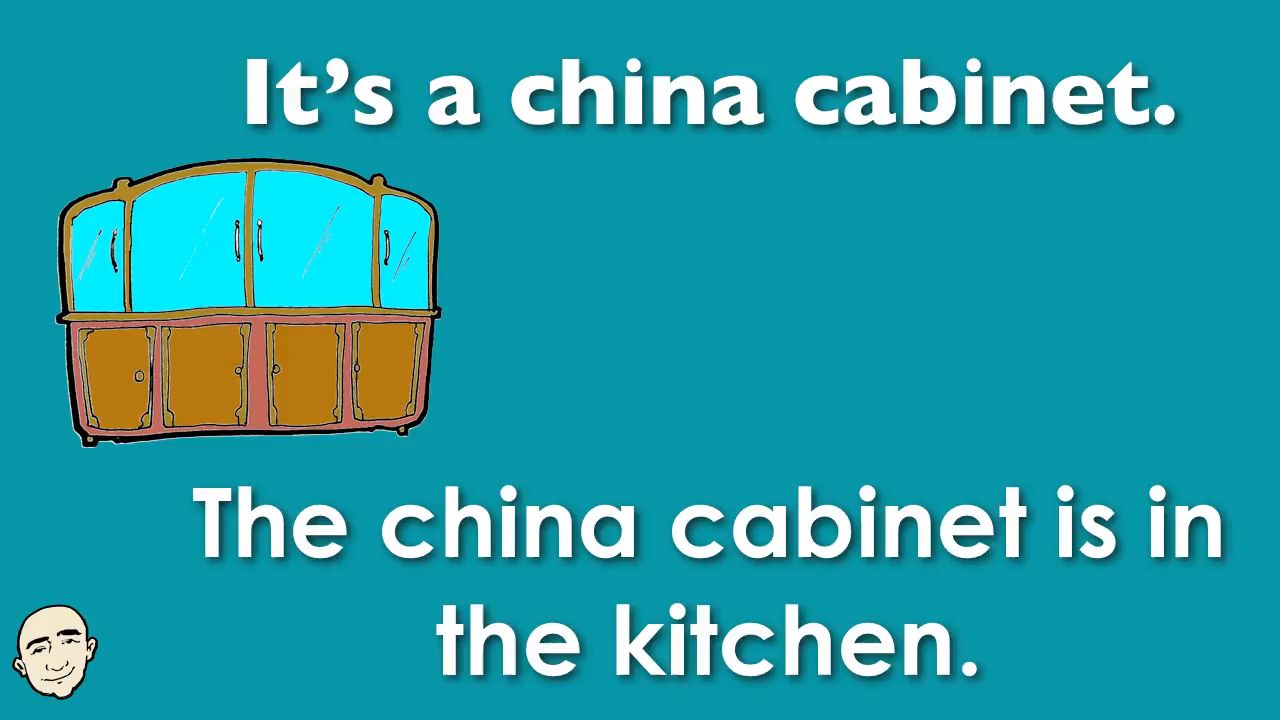 It’s a china cabinet.
The china cabinet is in
the kitchen.